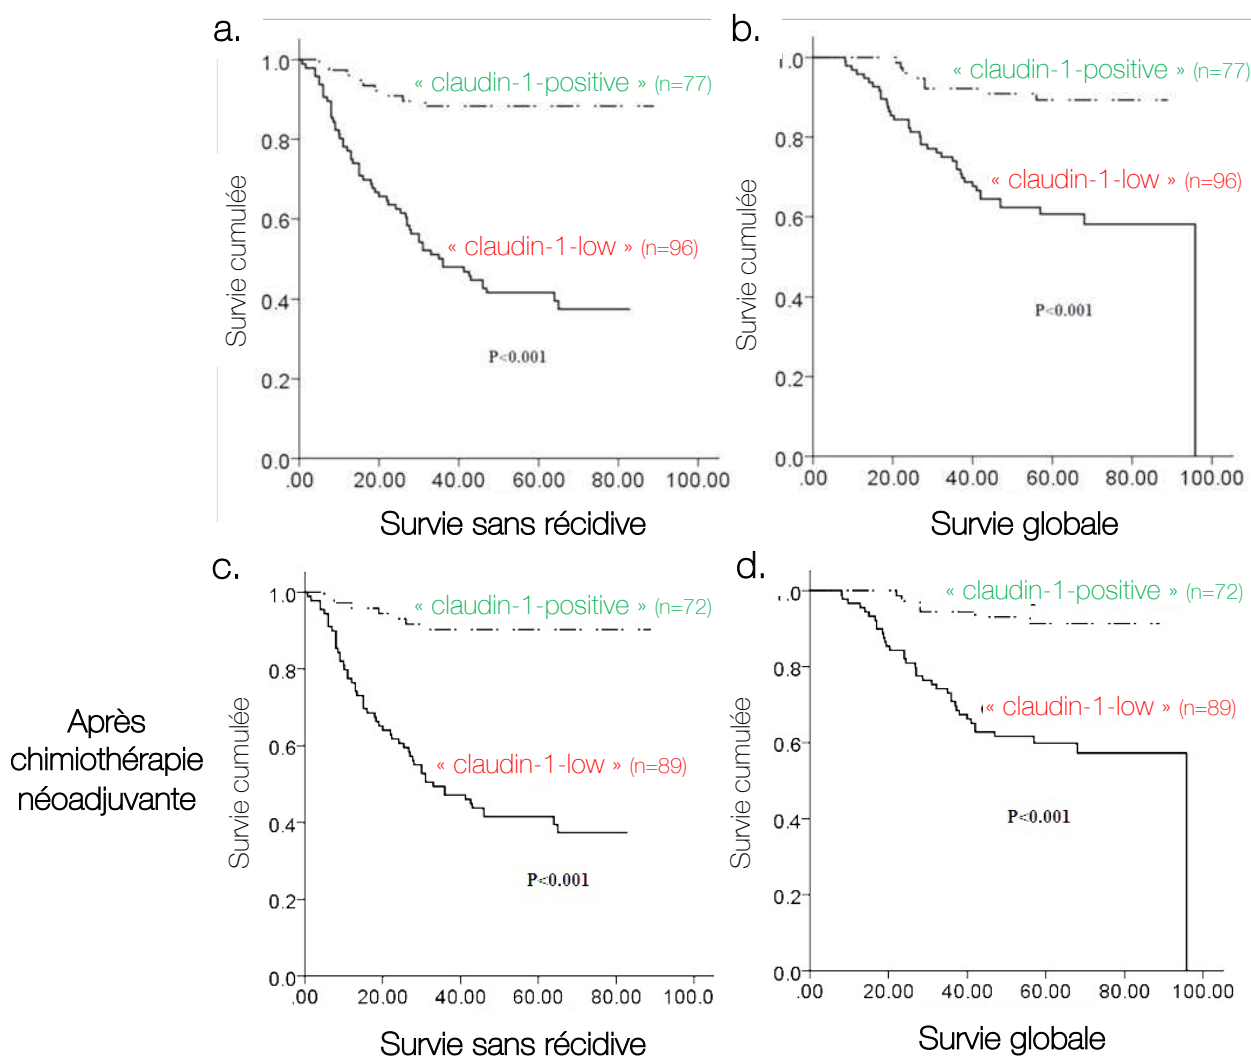 a.
1.0
0.8
0.6
0.4
0.2
0.0
.00 20.00 40.00 60.00 80.00 100.00
Survie cumulée
« claudin-1-positive » (n=77)
« claudin-1-low » (n=96)
P<0.001
Survie sans récidive
b.
1.0
0.8
0.6
0.4
0.2
0.0
.00 20.00 40.00 60.00 80.00 100.00
Survie cumulée
« claudin-1-positive » (n=77)
« claudin-1-low » (n=96)
P<0.001
Survie globale
Après
chimiothérapie
néoadjuvante
c.
1.0
0.8
0.6
0.4
0.2
0.0
.00 20.00 40.00 60.00 80.00 100.0
Survie cumulée
« claudin-1-positive » (n=72)
« claudin-1-low » (n=89)
P<0.001
Survie sans récidive
d.
.0
0.8
0.6
0.4
0.2
0.0
.00 20.00 40.00 60.00 80.00 100.00
Survie cumulée
« claudin-1-positive » (n=72)
« claudin-1-low » (n=89)
P<0.001
Survie globale